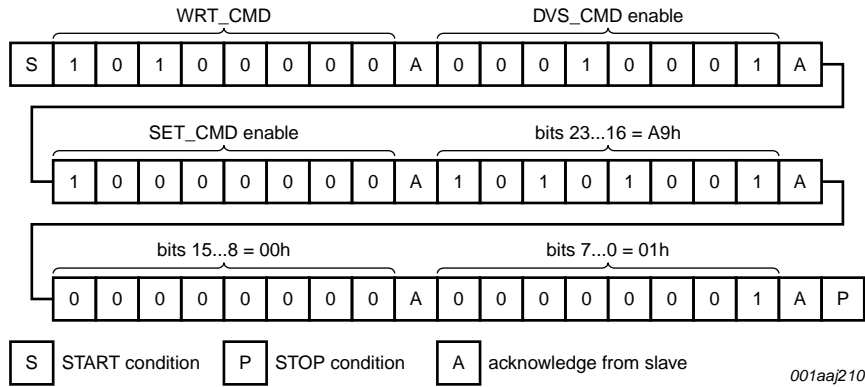 WRT_CMD DVS_CMD enable
S 1 0 1 0 0 0 0 0 A 0 0 0 1 0 0 0 1 A
SET_CMD enable bits 23...16 = A9h
1 0 0 0 0 0 0 0 A 1 0 1 0 1 0 0 1 A
bits 15...8 = 00h bits 7...0 = 01h
0 0 0 0 0 0 0 0 A 0 0 0 0 0 0 0 1 A P
S START condition P STOP condition A acknowledge from slave
001aaj210